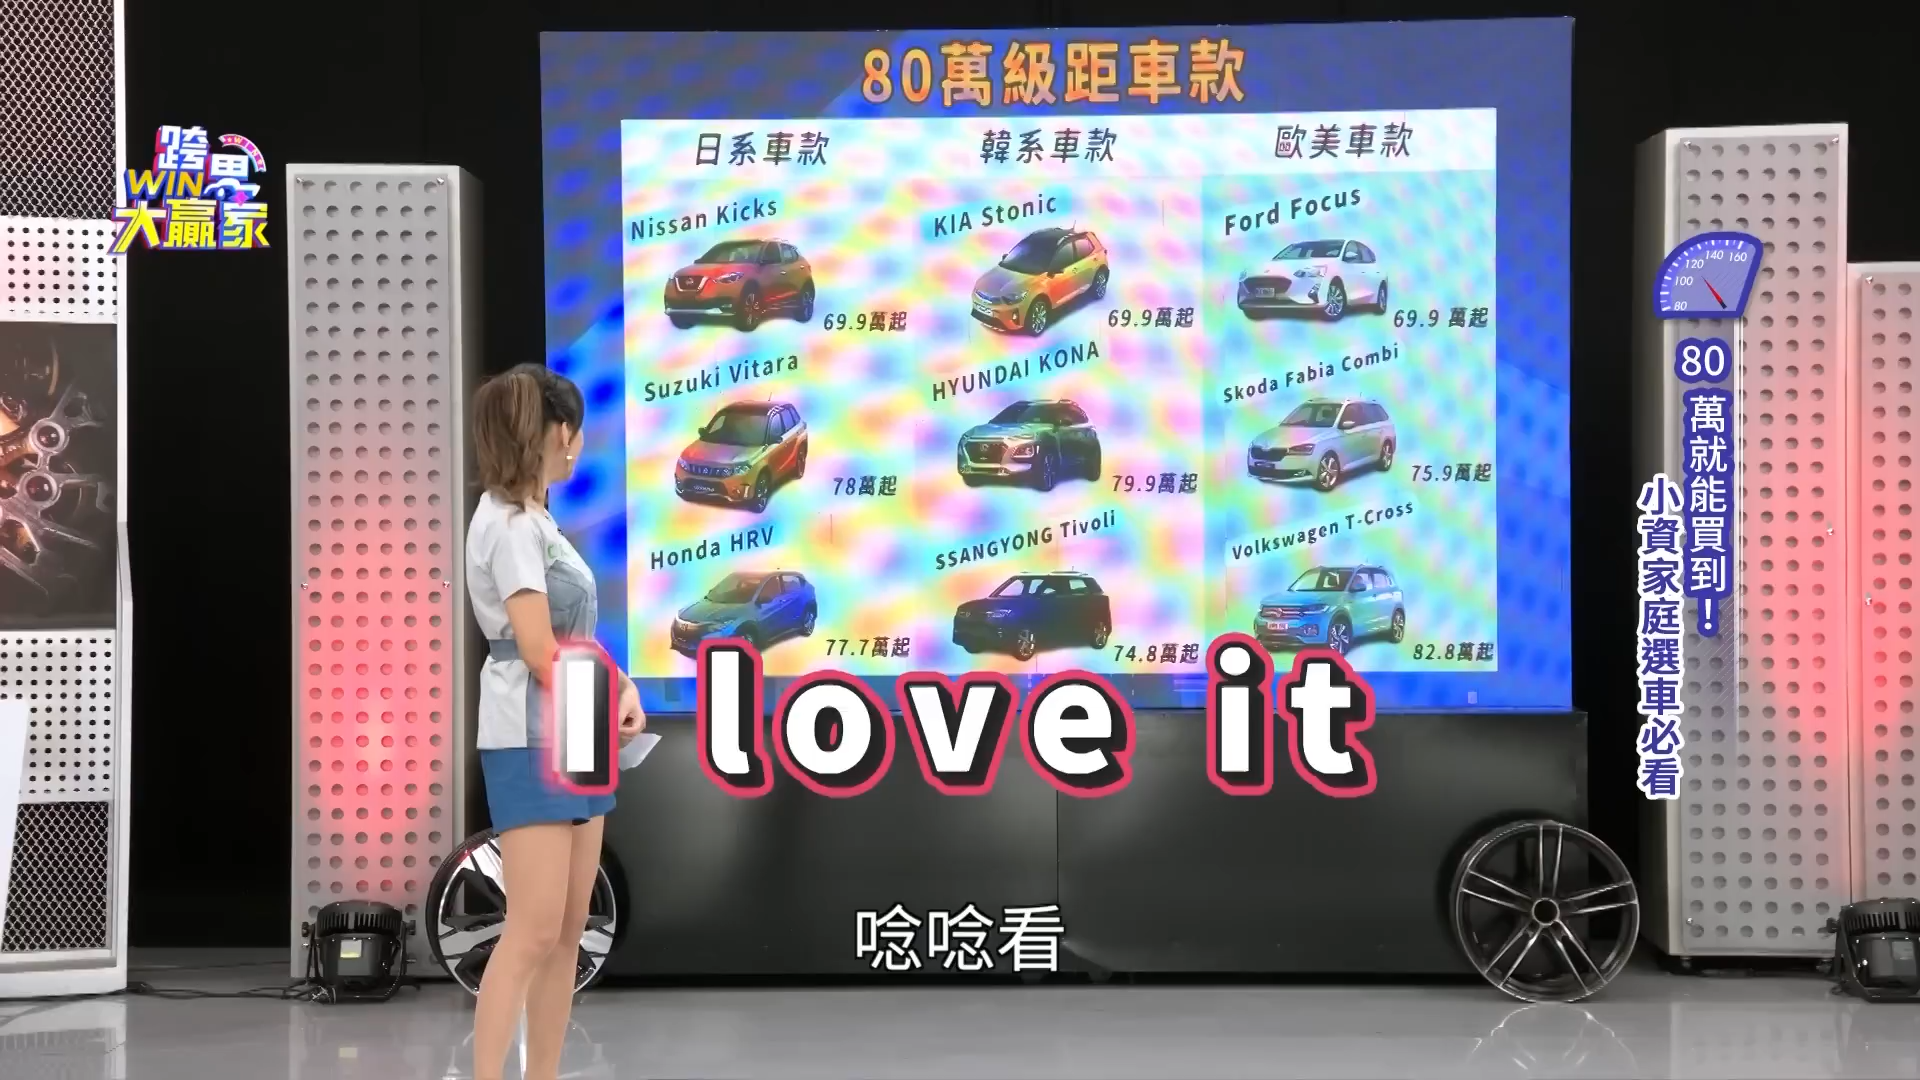 80萬級距車款
日系車款
韓系車款
歐美車款
Nissan Kicks
69.9萬起
KIA Stonic
69.9萬起
Ford Focus
69.9 萬起
Suzuki Vitara
78萬起
HYUNDAI KONA
79.9萬起
Skoda Fabia Combi
75.9萬起
Honda HRV
77.7萬起
SSANGYONG Tivoli
74.8萬起
Volkswagen T-Cross
82.8萬起
跨界
WIN
大贏家
80
100
120
140
160
80萬就能買到！
小資家庭選車必看
I love it
唸唸看